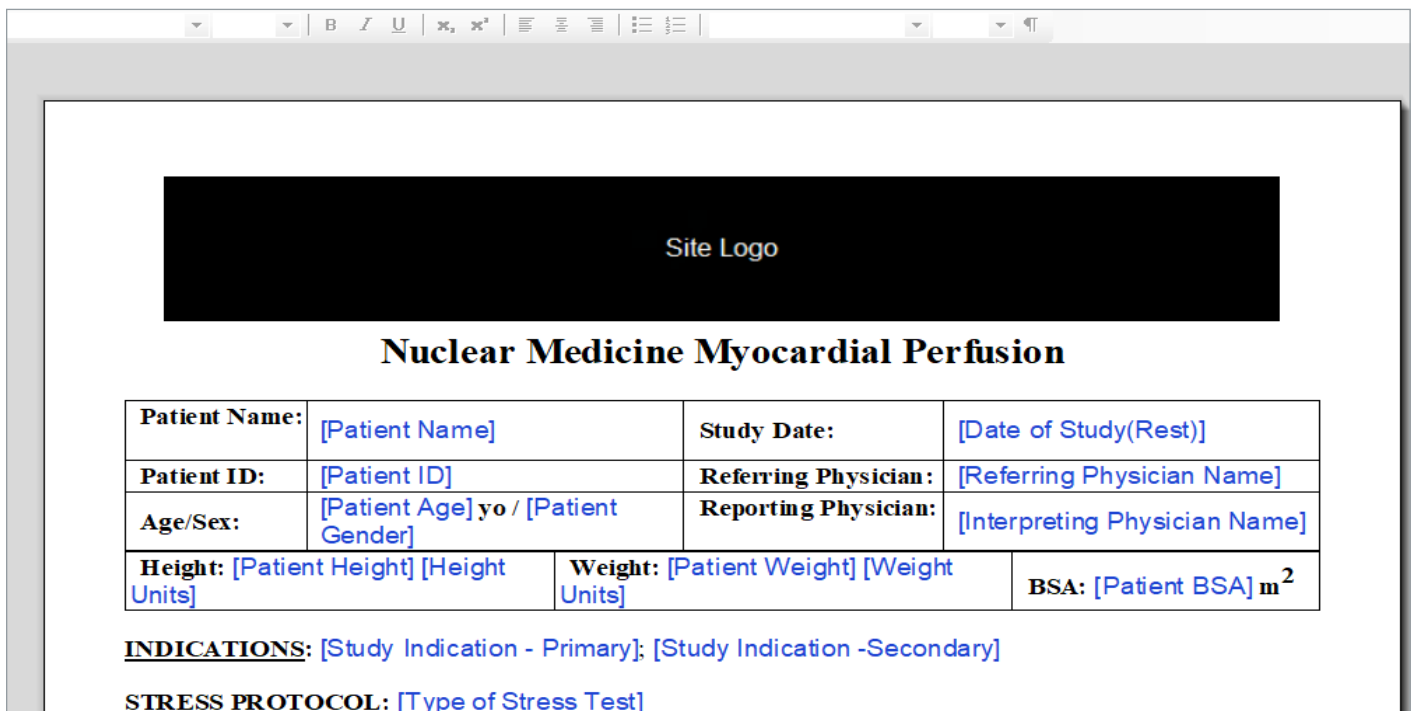 B I U x, x²
Site Logo
Nuclear Medicine Myocardial Perfusion
Patient Name: [Patient Name] Study Date: [Date of Study(Rest)]
Patient ID: [Patient ID] Referring Physician: [Referring Physician Name]
Age/Sex: [Patient Age] yo / [Patient Gender] Reporting Physician: [Interpreting Physician Name]
Height: [Patient Height] [Height Units] Weight: [Patient Weight] [Weight Units] BSA: [Patient BSA] m²
INDICATIONS: [Study Indication - Primary]; [Study Indication -Secondary]
STRESS PROTOCOL: [Type of Stress Test]